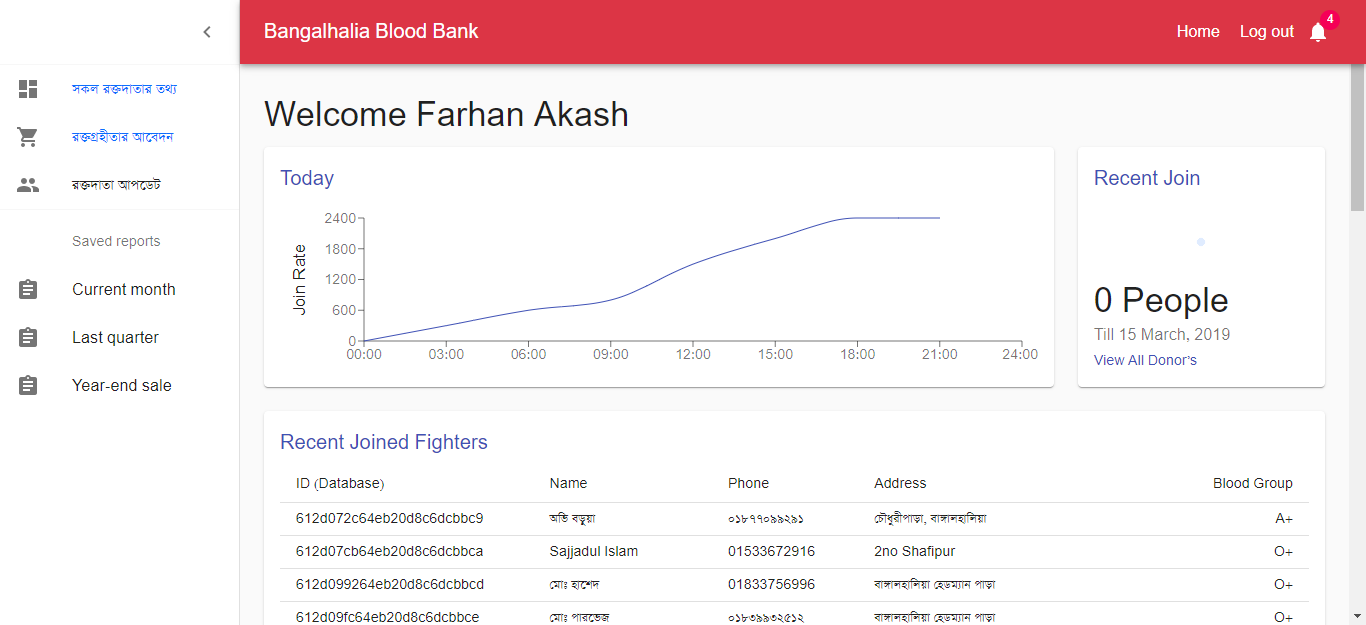 Bangalhalia Blood Bank
Home Log out 4
সকল রক্তদাতার তথ্য
রক্তগ্রহীতার আবেদন
রক্তদাতা আপডেট
Saved reports
Current month
Last quarter
Year-end sale
Welcome Farhan Akash
Today
Join Rate
2400
1800
1200
600
0
00:00 03:00 06:00 09:00 12:00 15:00 18:00 21:00 24:00
Recent Join
0 People
Till 15 March, 2019
View All Donor's
Recent Joined Fighters
ID (Database) Name Phone Address Blood Group
612d072c64eb20d8c6dcbbc9 অভি বড়ুয়া ০১৮৭৭০৯৯২৯১ চৌধুরীপাড়া, বাঙ্গালহালিয়া A+
612d07cb64eb20d8c6dcbbca Sajjadul Islam 01533672916 2no Shafipur O+
612d099264eb20d8c6dcbbcd মোঃ হাশেদ 01833756996 বাঙ্গালহালিয়া হেডম্যান পাড়া O+
612d09fc64eb20d8c6dcbbce মোঃ পারভেজ ০১৮৩৯৯৩২৫১২ বাঙ্গালহালিয়া হেডম্যান পাড়া O+